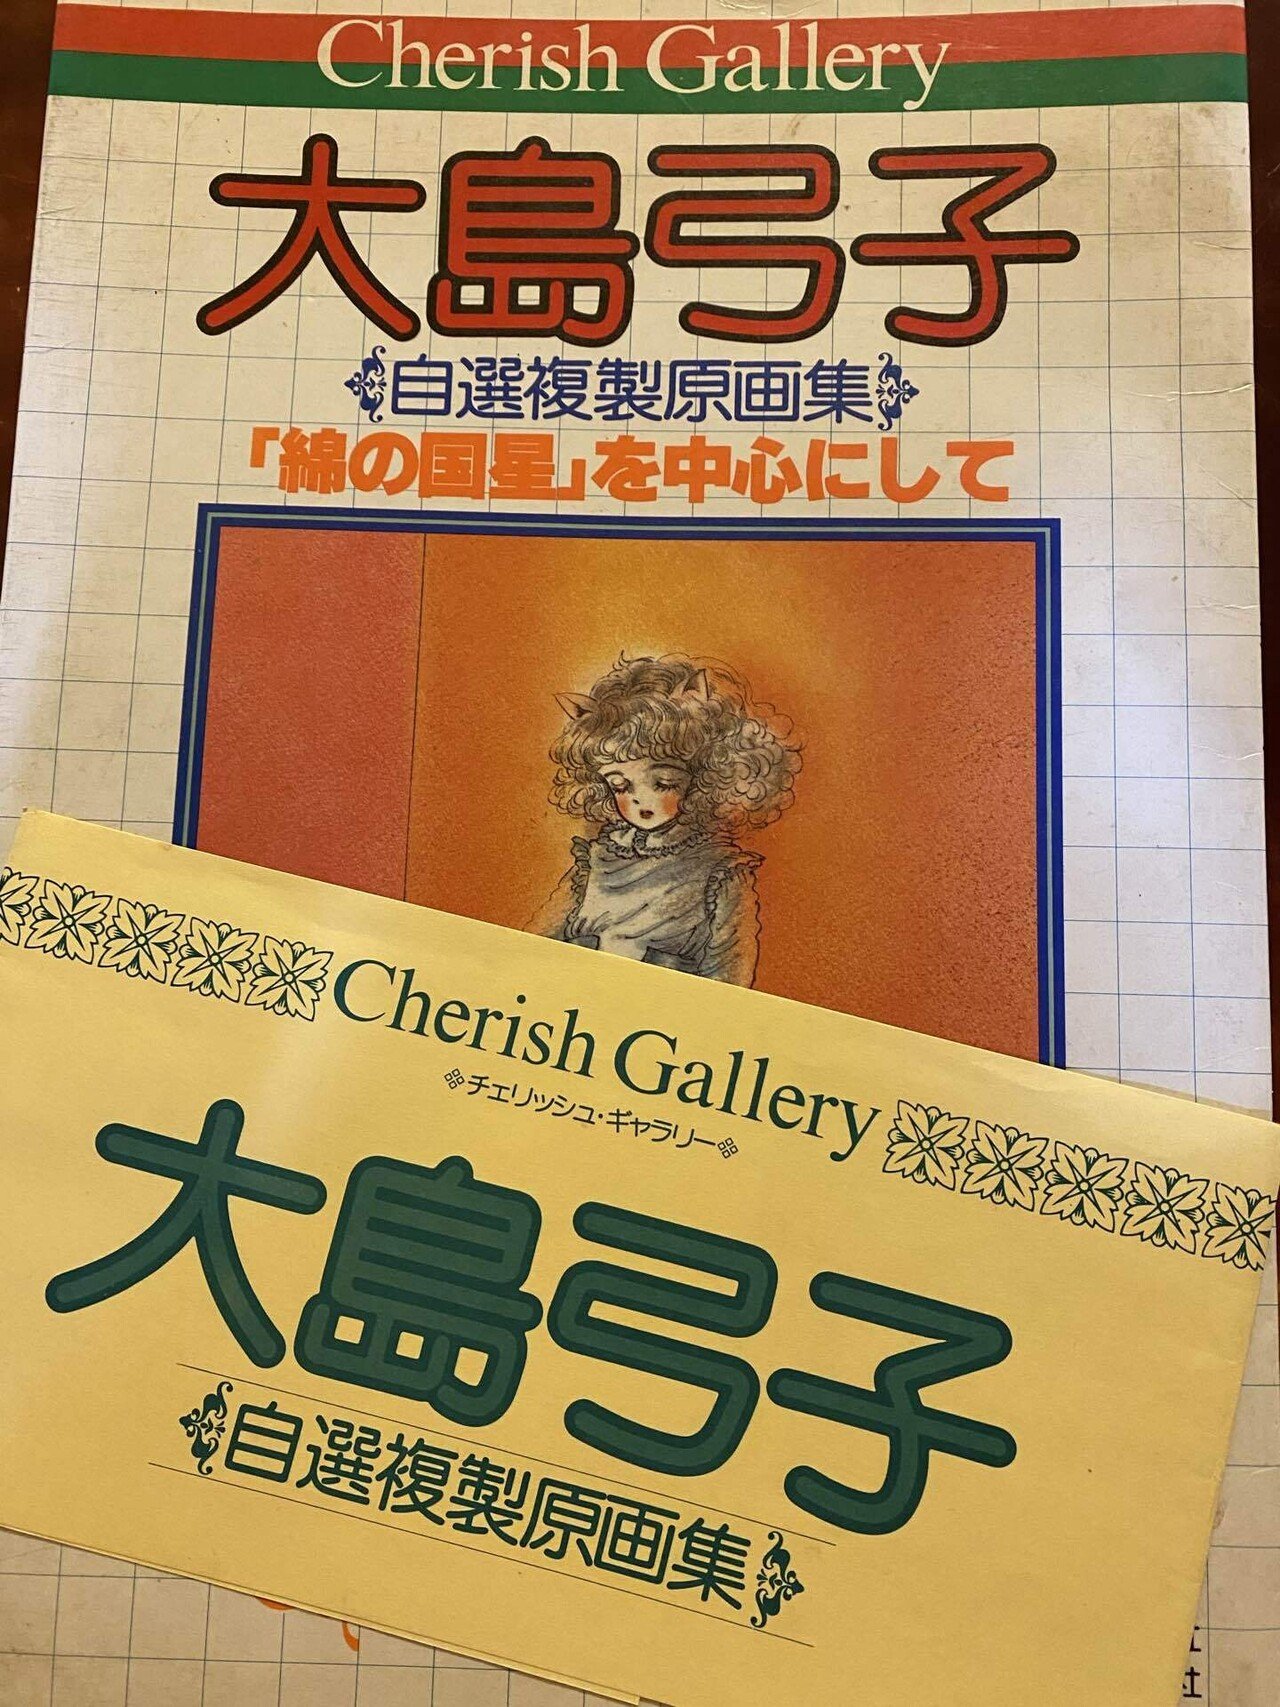 Cherish Gallery
大島弓子
自選複製原画集
「綿の国星」を中心にして
Cherish Gallery
チェリッシュ・ギャラリー
大島弓子
自選複製原画集
社